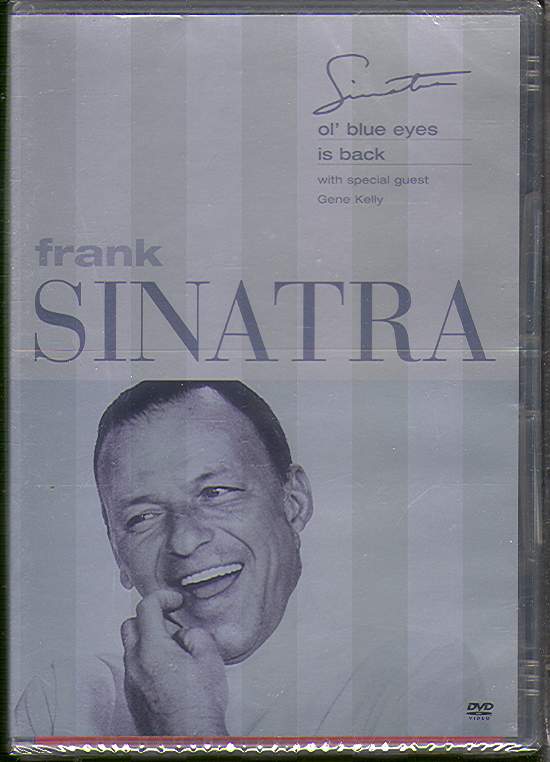 Sinatra
ol' blue eyes
is back
with special guest
Gene Kelly
frank
SINATRA
DVD
VIDEO